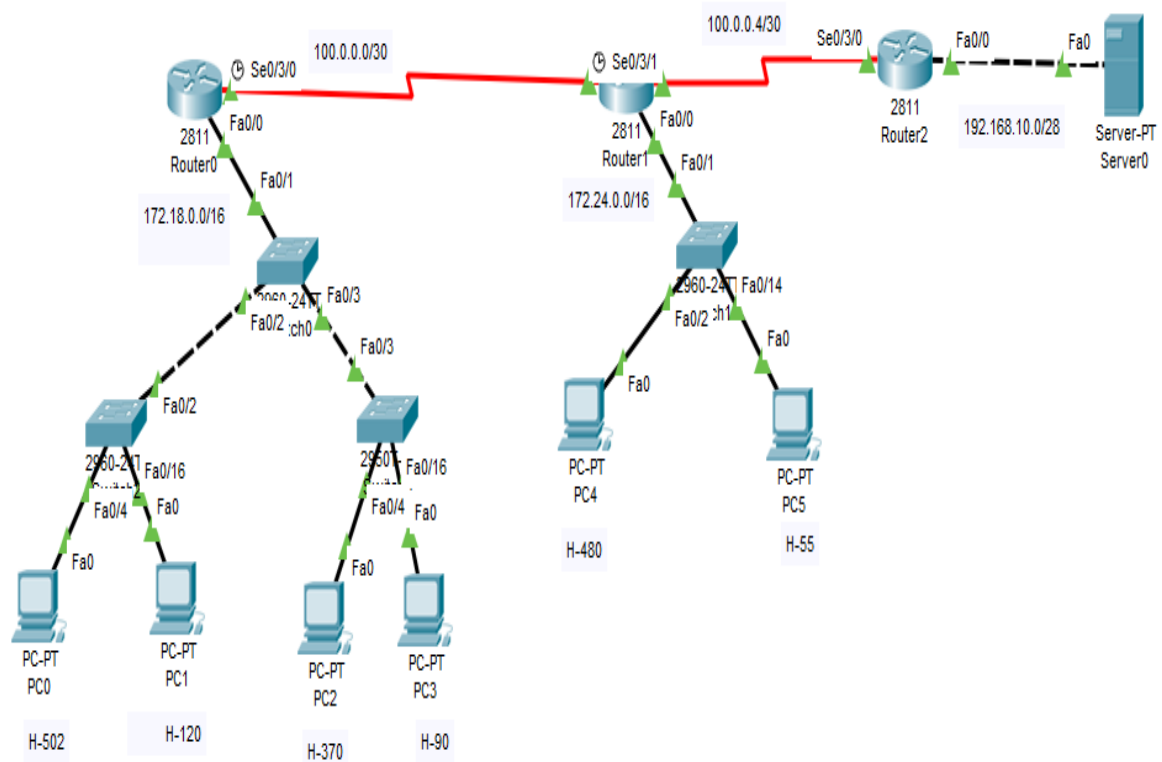 100.0.0.0/30
100.0.0.4/30
Se0/3/0
Se0/3/1
Se0/3/0
Fa0/0
Fa0
2811
Router0
Fa0/0
2811
Router1
Fa0/0
2811
Router2
192.168.10.0/28
Server-PT
Server0
Fa0/1
Fa0/1
172.18.0.0/16
172.24.0.0/16
Fa0/3
Fa0/2
Fa0/14
Fa0/2
Fa0/3
Fa0
Fa0
Fa0/2
Fa0/16
Fa0/4
Fa0
Fa0
Fa0/16
Fa0/4
Fa0
Fa0
PC-PT
PC4
PC-PT
PC5
H-480
H-55
PC-PT
PC0
PC-PT
PC1
PC-PT
PC2
PC-PT
PC3
H-502
H-120
H-370
H-90